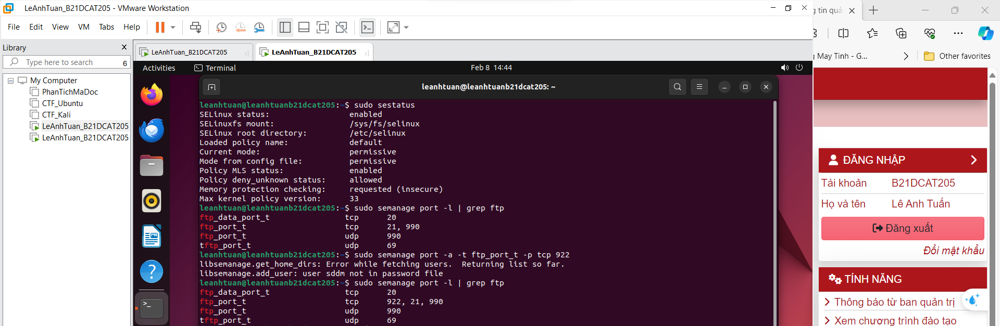 LeAnhTuan_B21DCAT205 - VMware Workstation
File Edit View VM Tabs Help
Library
Type here to search
6
My Computer
PhanTichMaDoc
CTF_Ubuntu
CTF_Kali
LeAnhTuan_B21DCAT205
LeAnhTuan_B21DCAT205
LeAnhTuan_B21DCAT205
LeAnhTuan_B21DCAT205
Activities Terminal Feb 8 14:44
leanhtuan@leanhtuanb21dcat205: ~
leanhtuan@leanhtuanb21dcat205:~$ sudo sestatus
SELinux status: enabled
SELinuxfs mount: /sys/fs/selinux
SELinux root directory: /etc/selinux
Loaded policy name: default
Current mode: permissive
Mode from config file: permissive
Policy MLS status: enabled
Policy deny_unknown status: allowed
Memory protection checking: requested (insecure)
Max kernel policy version: 33
leanhtuan@leanhtuanb21dcat205:~$ sudo semanage port -l | grep ftp
ftp_data_port_t tcp 20
ftp_port_t tcp 21, 990
ftp_port_t udp 990
tftp_port_t udp 69
leanhtuan@leanhtuanb21dcat205:~$ sudo semanage port -a -t ftp_port_t -p tcp 922
libsemanage.get_home_dirs: Error while fetching users.  Returning list so far.
libsemanage.add_user: user sddm not in password file
leanhtuan@leanhtuanb21dcat205:~$ sudo semanage port -l | grep ftp
ftp_data_port_t tcp 20
ftp_port_t tcp 922, 21, 990
ftp_port_t udp 990
tftp_port_t udp 69
tin quả
May Tinh - G...
Other favorites
ĐĂNG NHẬP
Tài khoản B21DCAT205
Họ và tên Lê Anh Tuấn
Đăng xuất
Đổi mật khẩu
TÍNH NĂNG
Thông báo từ ban quản trị
Xem chương trình đào tạo